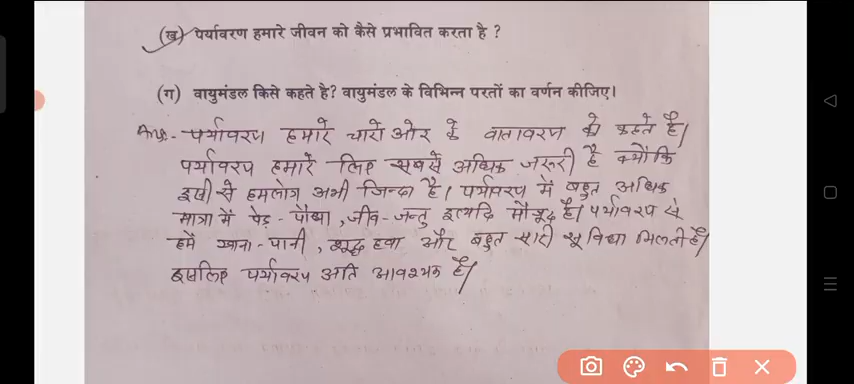 (ख) पर्यावरण हमारे जीवन को कैसे प्रभावित करता है ?
(ग) वायुमंडल किसे कहते है? वायुमंडल के विभिन्न परतों का वर्णन कीजिए।
Ans.- पर्यावरण हमारे चारो ओर के वातावरण को कहते है।
पर्यावरण हमारे लिए सबसे अधिक जरूरी है क्योंकि
इसी से हमलोग अभी जिन्दा है। पर्यावरण में बहुत अधिक
मात्रा में पेड़-पौधा, जीव-जन्तु इत्यादि मौजूद है। पर्यावरण से
हमें खाना-पानी, शुद्ध हवा और बहुत सारी सुविधा मिलती है।
इसलिए पर्यावरण अति आवश्यक है।